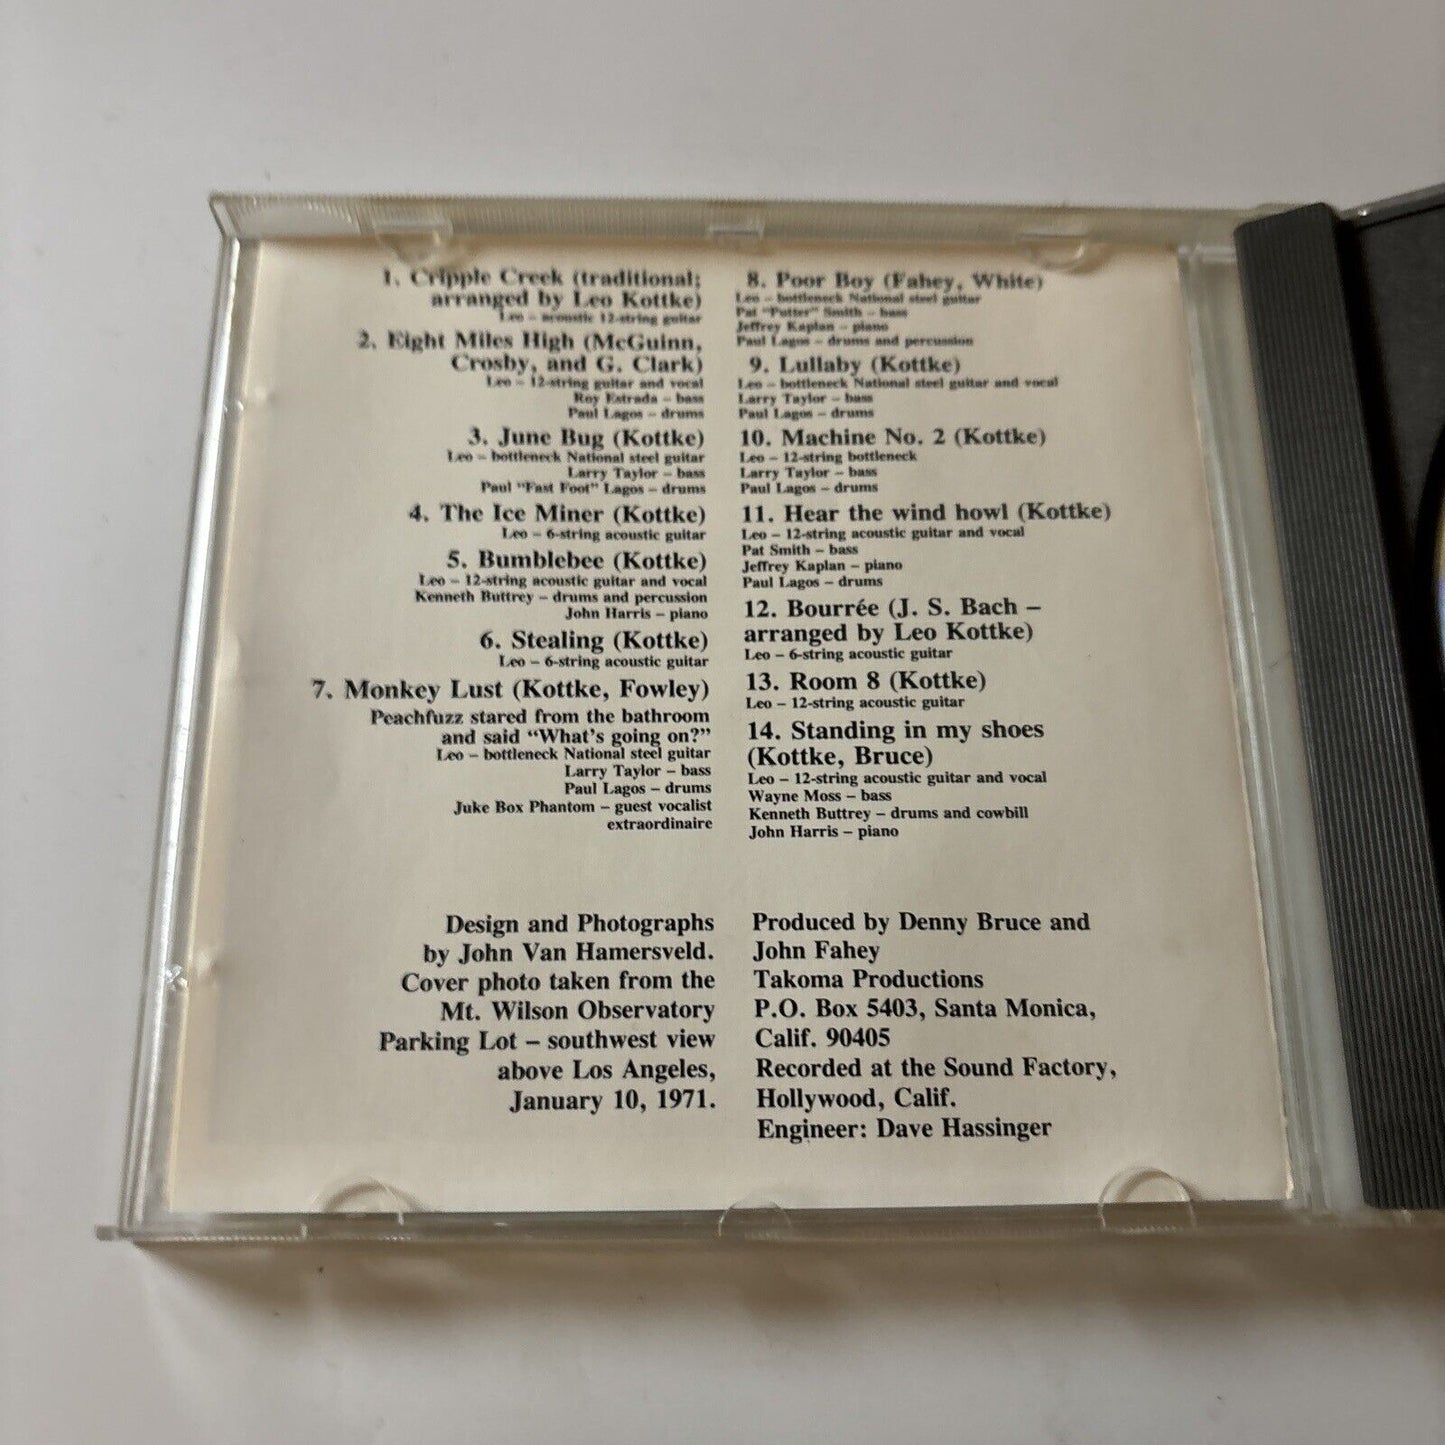 1. Cripple Creek (traditional;
arranged by Leo Kottke)
Leo – acoustic 12-string guitar
2. Eight Miles High (McGuinn,
Crosby, and G. Clark)
Leo – 12-string guitar and vocal
Roy Estrada – bass
Paul Lagos – drums
3. June Bug (Kottke)
Leo – bottleneck National steel guitar
Larry Taylor – bass
Paul "Fast Foot" Lagos – drums
4. The Ice Miner (Kottke)
Leo – 6-string acoustic guitar
5. Bumblebee (Kottke)
Leo – 12-string acoustic guitar and vocal
Kenneth Buttrey – drums and percussion
John Harris – piano
6. Stealing (Kottke)
Leo – 6-string acoustic guitar
7. Monkey Lust (Kottke, Fowley)
Peachfuzz stared from the bathroom
and said "What's going on?"
Leo – bottleneck National steel guitar
Larry Taylor – bass
Paul Lagos – drums
Juke Box Phantom – guest vocalist
extraordinaire
8. Poor Boy (Fahey, White)
Leo – bottleneck National steel guitar
Pat "Putter" Smith – bass
Jeffrey Kaplan – piano
Paul Lagos – drums and percussion
9. Lullaby (Kottke)
Leo – bottleneck National steel guitar and vocal
Larry Taylor – bass
Paul Lagos – drums
10. Machine No. 2 (Kottke)
Leo – 12-string bottleneck
Larry Taylor – bass
Paul Lagos – drums
11. Hear the wind howl (Kottke)
Leo – 12-string acoustic guitar and vocal
Pat Smith – bass
Jeffrey Kaplan – piano
Paul Lagos – drums
12. Bourrée (J. S. Bach –
arranged by Leo Kottke)
Leo – 6-string acoustic guitar
13. Room 8 (Kottke)
Leo – 12-string acoustic guitar
14. Standing in my shoes
(Kottke, Bruce)
Leo – 12-string acoustic guitar and vocal
Wayne Moss – bass
Kenneth Buttrey – drums and cowbill
John Harris – piano
Design and Photographs
by John Van Hamersveld.
Cover photo taken from the
Mt. Wilson Observatory
Parking Lot – southwest view
above Los Angeles,
January 10, 1971.
Produced by Denny Bruce and
John Fahey
Takoma Productions
P.O. Box 5403, Santa Monica,
Calif. 90405
Recorded at the Sound Factory,
Hollywood, Calif.
Engineer: Dave Hassinger